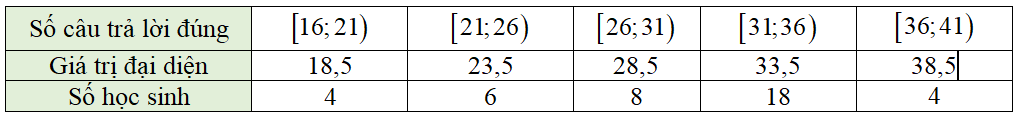 Số câu trả lời đúng [16;21) [21;26) [26;31) [31;36) [36;41)
Giá trị đại diện 18,5 23,5 28,5 33,5 38,5
Số học sinh 4 6 8 18 4